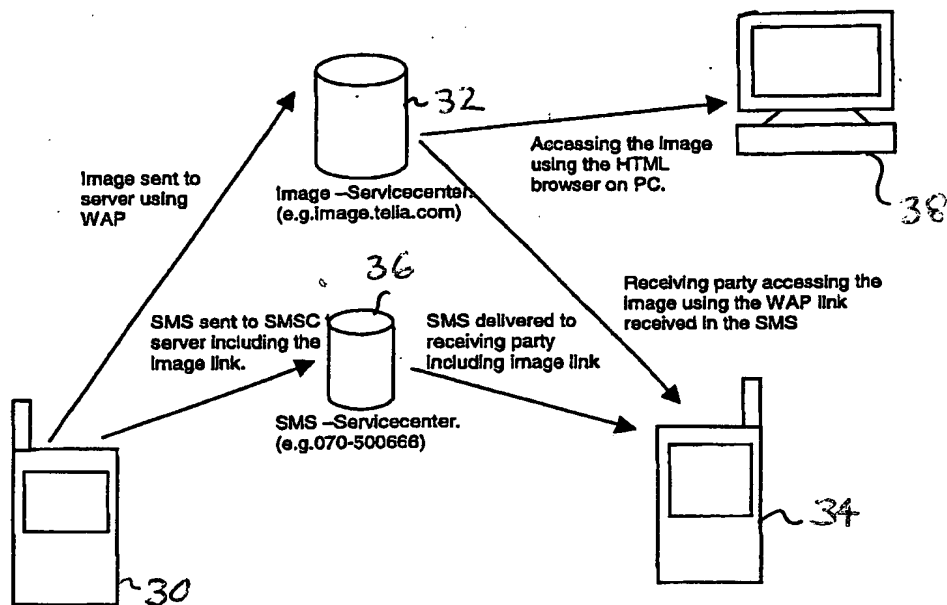 32
Accessing the image
using the HTML
browser on PC.
38
Image sent to
server using
WAP
Image –Servicecenter.
(e.g.image.telia.com)
36
Receiving party accessing the
image using the WAP link
received in the SMS
SMS sent to SMSC
server including the
image link.
SMS delivered to
receiving party
including image link
SMS –Servicecenter.
(e.g.070-500666)
34
30